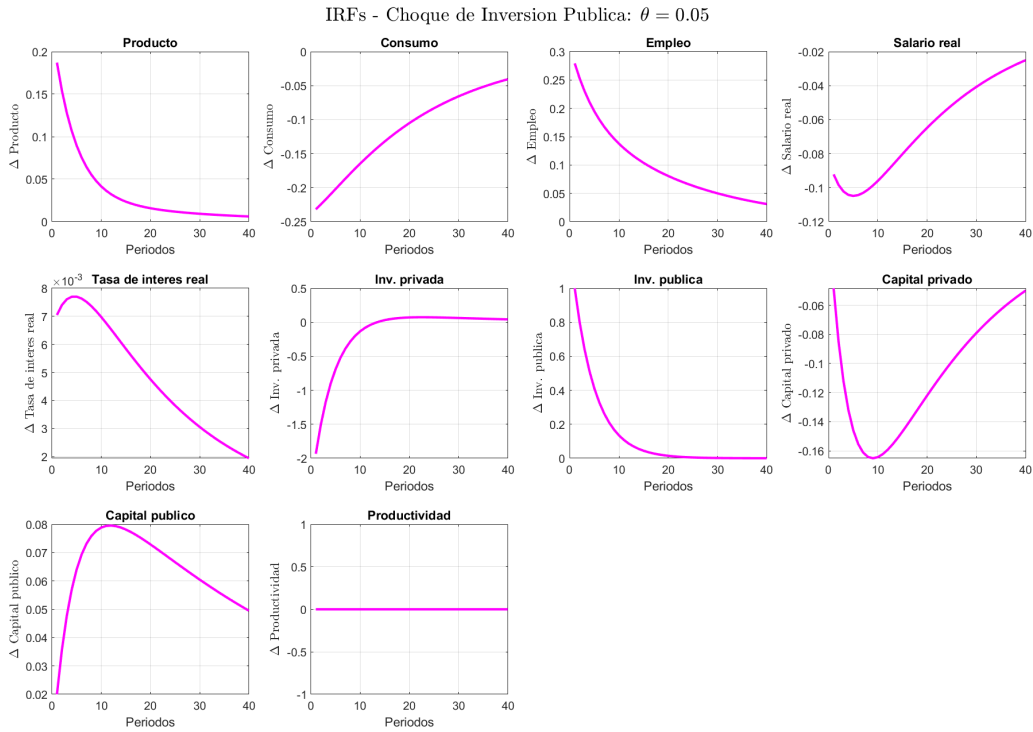 IRFs - Choque de Inversion Publica: θ = 0.05
Producto
Δ Producto
0.2
0.15
0.1
0.05
0
0 10 20 30 40
Periodos
Consumo
Δ Consumo
0
-0.05
-0.1
-0.15
-0.2
-0.25
0 10 20 30 40
Periodos
Empleo
Δ Empleo
0.3
0.25
0.2
0.15
0.1
0.05
0
0 10 20 30 40
Periodos
Salario real
Δ Salario real
-0.02
-0.04
-0.06
-0.08
-0.1
-0.12
0 10 20 30 40
Periodos
×10⁻³ Tasa de interes real
Δ Tasa de interes real
8
7
6
5
4
3
2
0 10 20 30 40
Periodos
Inv. privada
Δ Inv. privada
0.5
0
-0.5
-1
-1.5
-2
0 10 20 30 40
Periodos
Inv. publica
Δ Inv. publica
1
0.8
0.6
0.4
0.2
0
0 10 20 30 40
Periodos
Capital privado
Δ Capital privado
-0.06
-0.08
-0.1
-0.12
-0.14
-0.16
0 10 20 30 40
Periodos
Capital publico
Δ Capital publico
0.08
0.07
0.06
0.05
0.04
0.03
0.02
0 10 20 30 40
Periodos
Productividad
Δ Productividad
1
0.5
0
-0.5
-1
0 10 20 30 40
Periodos